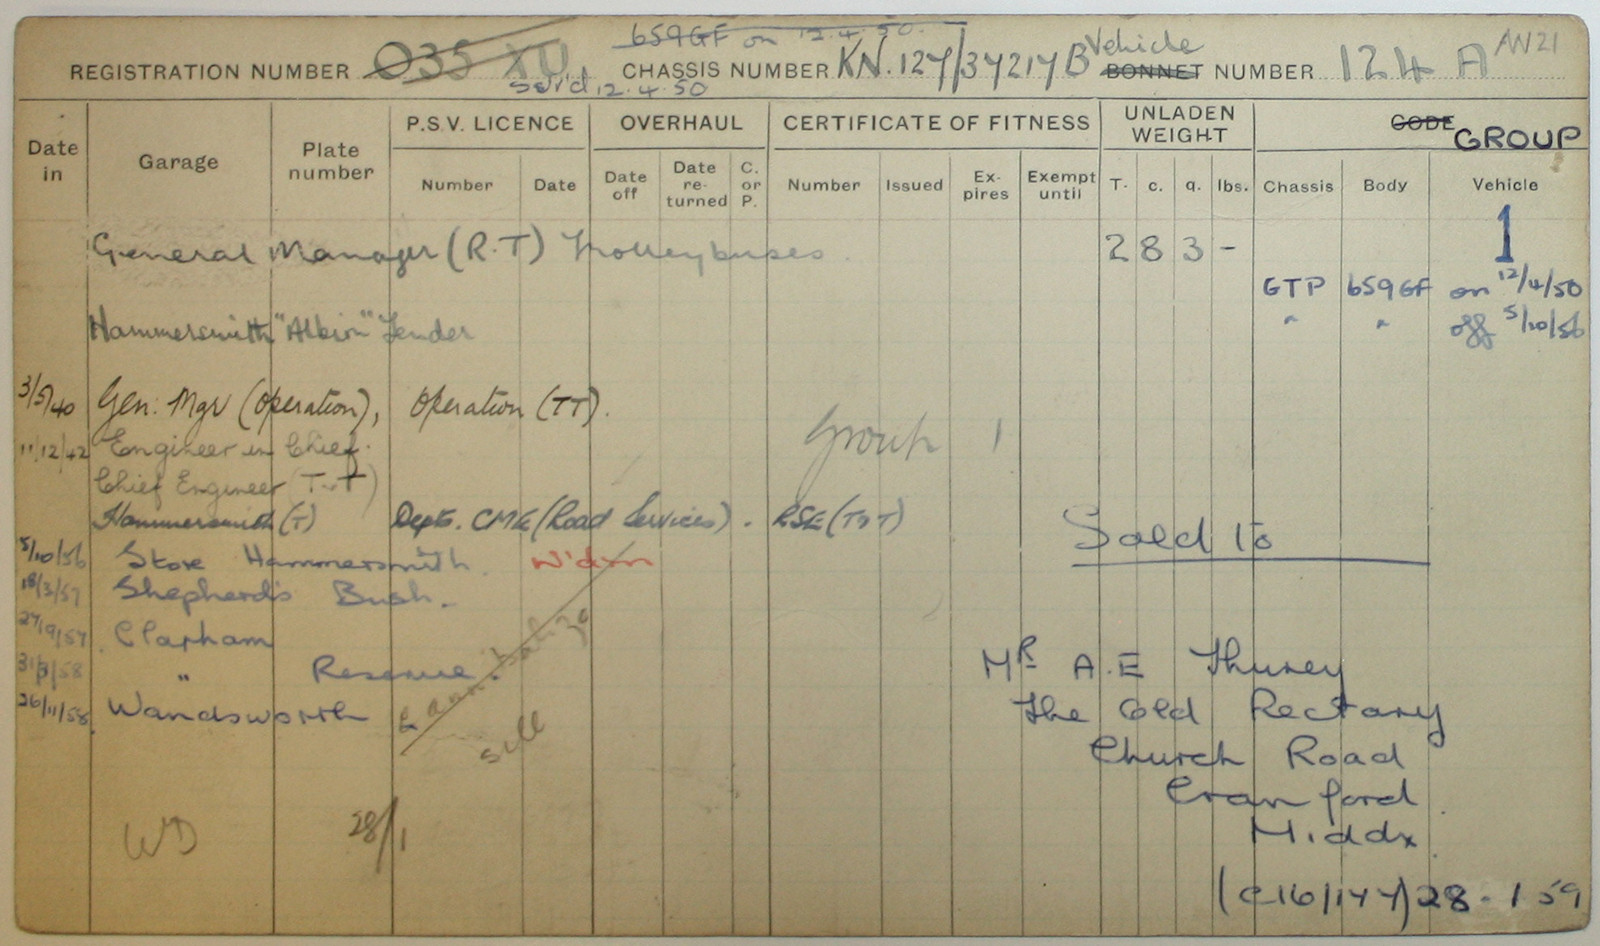 659GF on 12.4.50.
REGISTRATION NUMBER 035 XU, CHASSIS NUMBER KN.127/37217B Vehicle BONNET NUMBER 124 A AW21
Sur'd 12.4.50
Date in Garage Plate number P.S.V. LICENCE OVERHAUL CERTIFICATE OF FITNESS UNLADEN WEIGHT CODE GROUP
Number Date Date off Date re-turned C. or P. Number Issued Ex-pires Exempt until T. c. q. lbs. Chassis Body Vehicle
General Manager (R.T) Trolleybuses. 2 8 3 - 1
GTP 659GF on 12/4/50
Hammersmith "Albion" Tender " " off 5/10/56
3/5/40 Gen: Mgr (Operation), Operation (TT).
11/12/42 Engineer in Chief. Group 1
Chief Engineer (T&T)
Hammersmith (T) Depts. CME (Road Services). RSE (T&T)
Sold to
5/10/56 Store Hammersmith. W'dn
18/3/57 Shepherds Bush.
27/9/57 Clapham
31/3/58 " Reserve. Cannibalize
Mr A.E Thurey
26/11/58 Wandsworth
The Old Rectory
sell
Church Road
Cranford.
WD 28/1
Middx.
(C16/177) 28.1.59